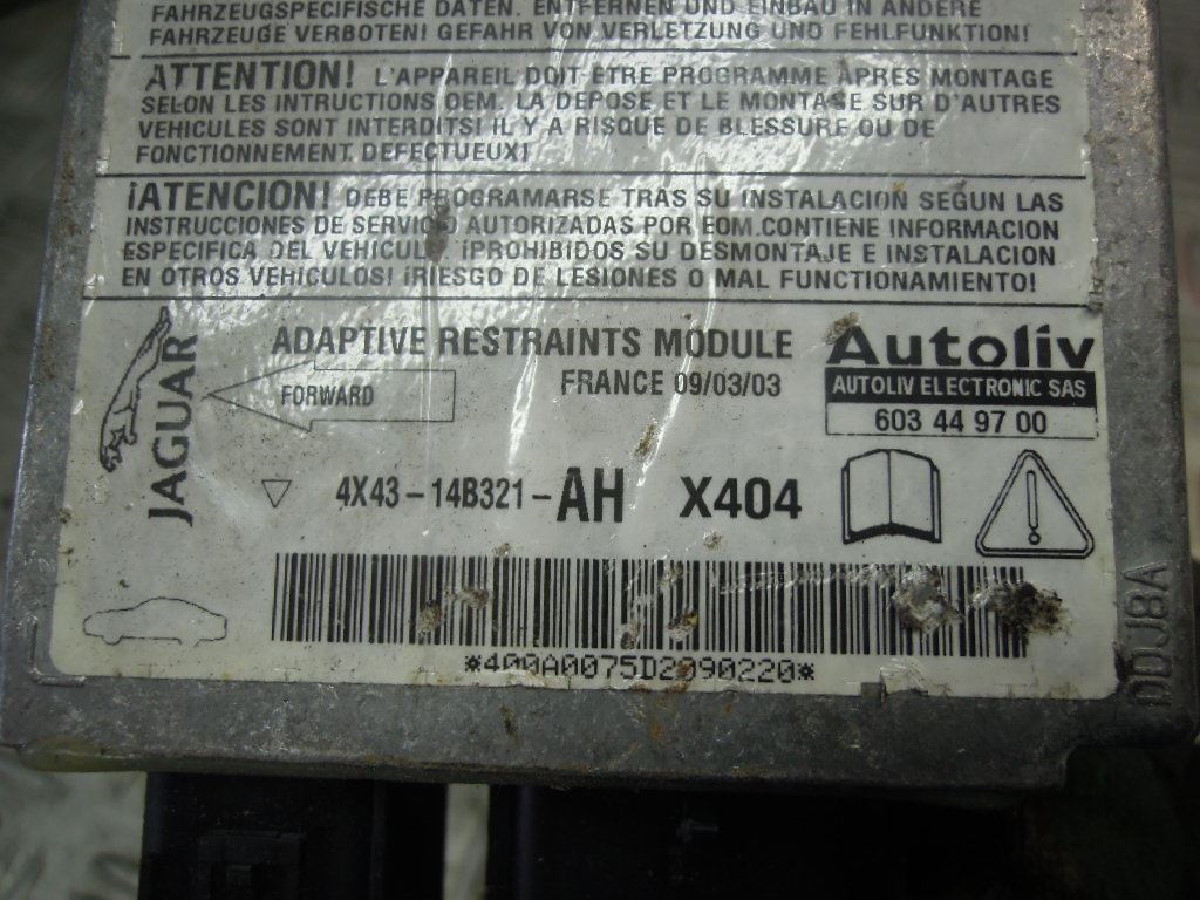 FAHRZEUGSPEZIFISCHE DATEN. ENTFERNEN UND EINBAU IN ANDERE
FAHRZEUGE VERBOTEN! GEFAHR VON VERLETZUNG UND FEHLFUNKTION!
ATTENTION! L'APPAREIL DOIT ETRE PROGRAMME APRES MONTAGE
SELON LES INTRUCTIONS OEM. LA DEPOSE ET LE MONTAGE SUR D'AUTRES
VEHICULES SONT INTERDITS! IL Y A RISQUE DE BLESSURE OU DE
FONCTIONNEMENT DEFECTUEUX!
¡ATENCION! DEBE PROGRAMARSE TRAS SU INSTALACION SEGUN LAS
INSTRUCCIONES DE SERVICIO AUTORIZADAS POR EOM.CONTIENE INFORMACION
ESPECIFICA DEL VEHICULO. ¡PROHIBIDOS SU DESMONTAJE E INSTALACION
EN OTROS VEHICULOS! ¡RIESGO DE LESIONES O MAL FUNCIONAMIENTO!
JAGUAR
ADAPTIVE RESTRAINTS MODULE
FORWARD
FRANCE 09/03/03
Autoliv
AUTOLIV ELECTRONIC SAS
603 44 97 00
4X43-14B321-AH X404
*400A0075D2090220*
DDJBA